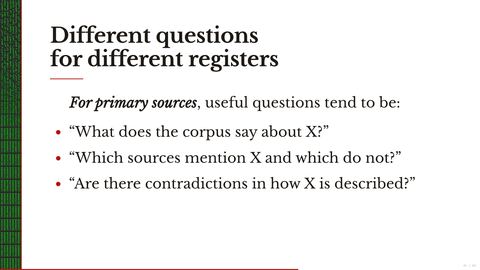 Different questions
for different registers
For primary sources, useful questions tend to be:
• “What does the corpus say about X?”
• “Which sources mention X and which do not?”
• “Are there contradictions in how X is described?”